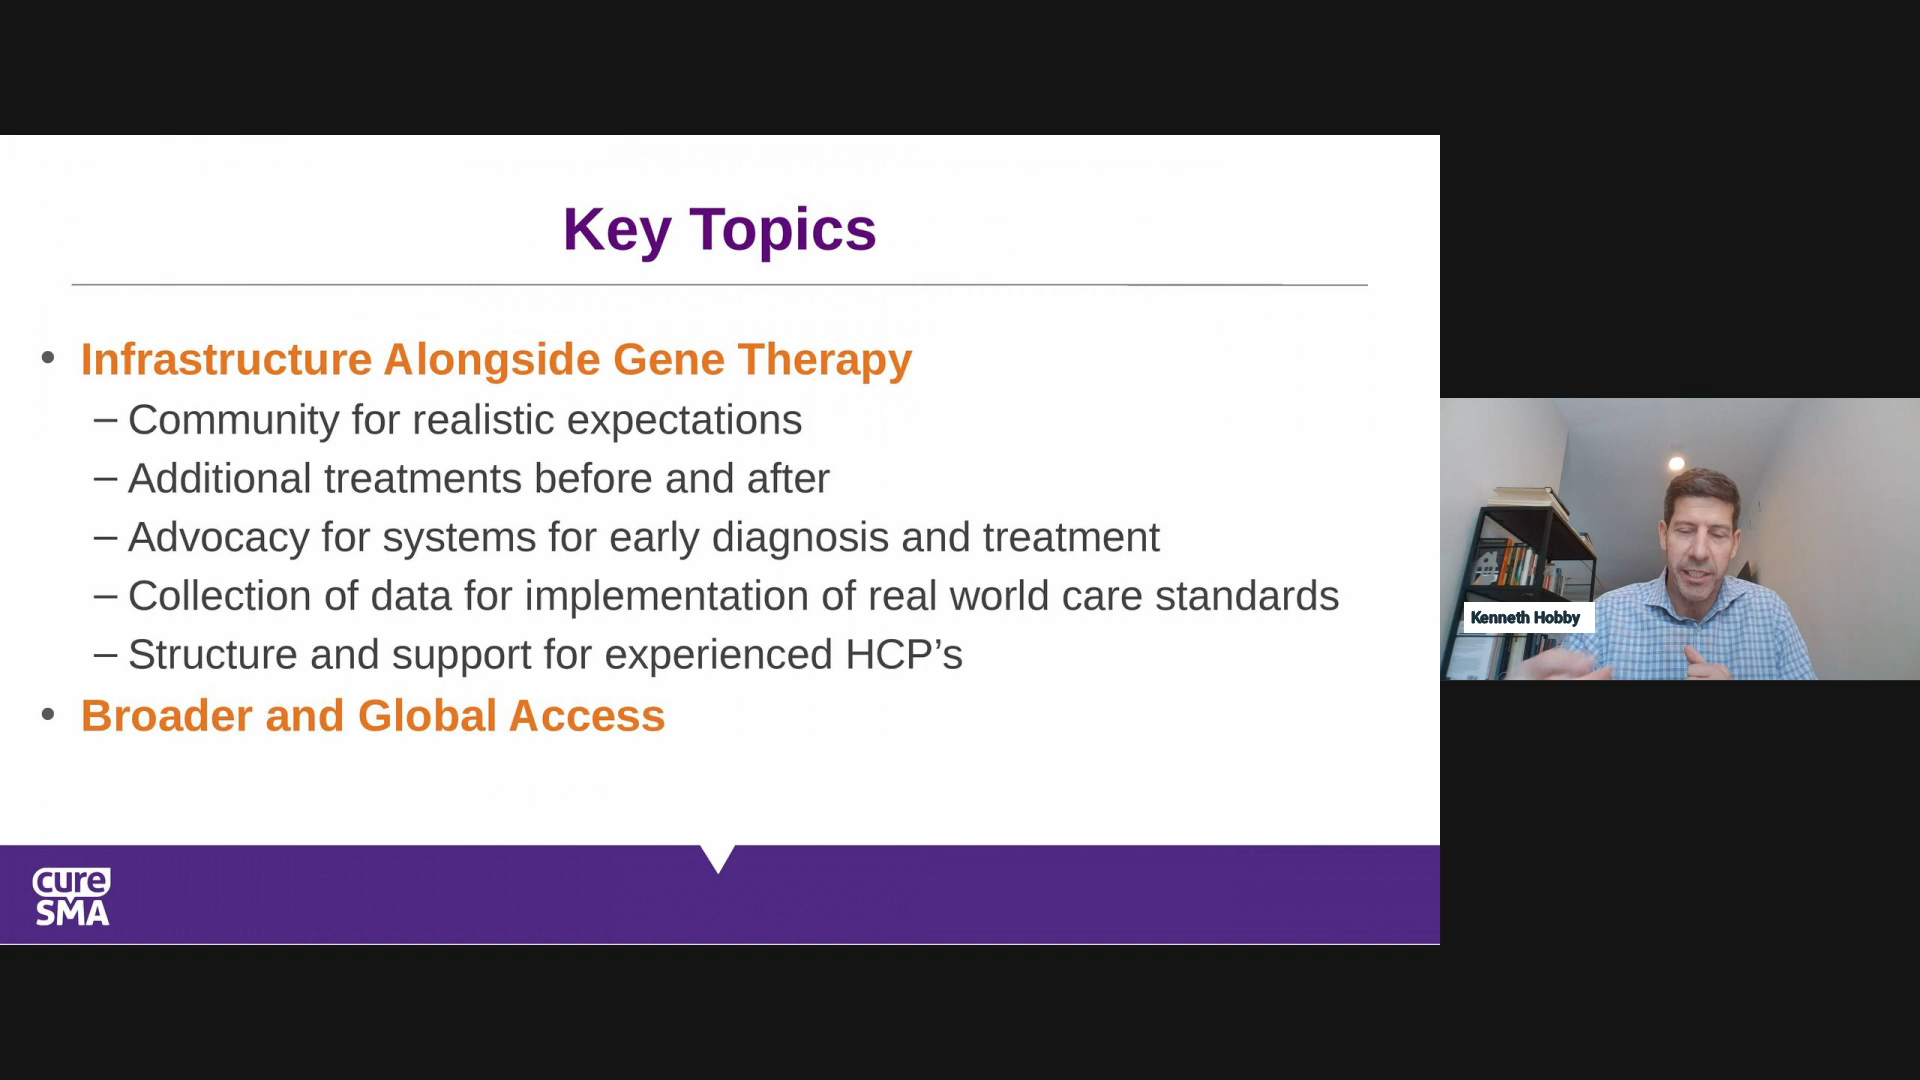 Key Topics
• Infrastructure Alongside Gene Therapy
– Community for realistic expectations
– Additional treatments before and after
– Advocacy for systems for early diagnosis and treatment
– Collection of data for implementation of real world care standards
– Structure and support for experienced HCP’s
• Broader and Global Access
cure
SMA
Kenneth Hobby